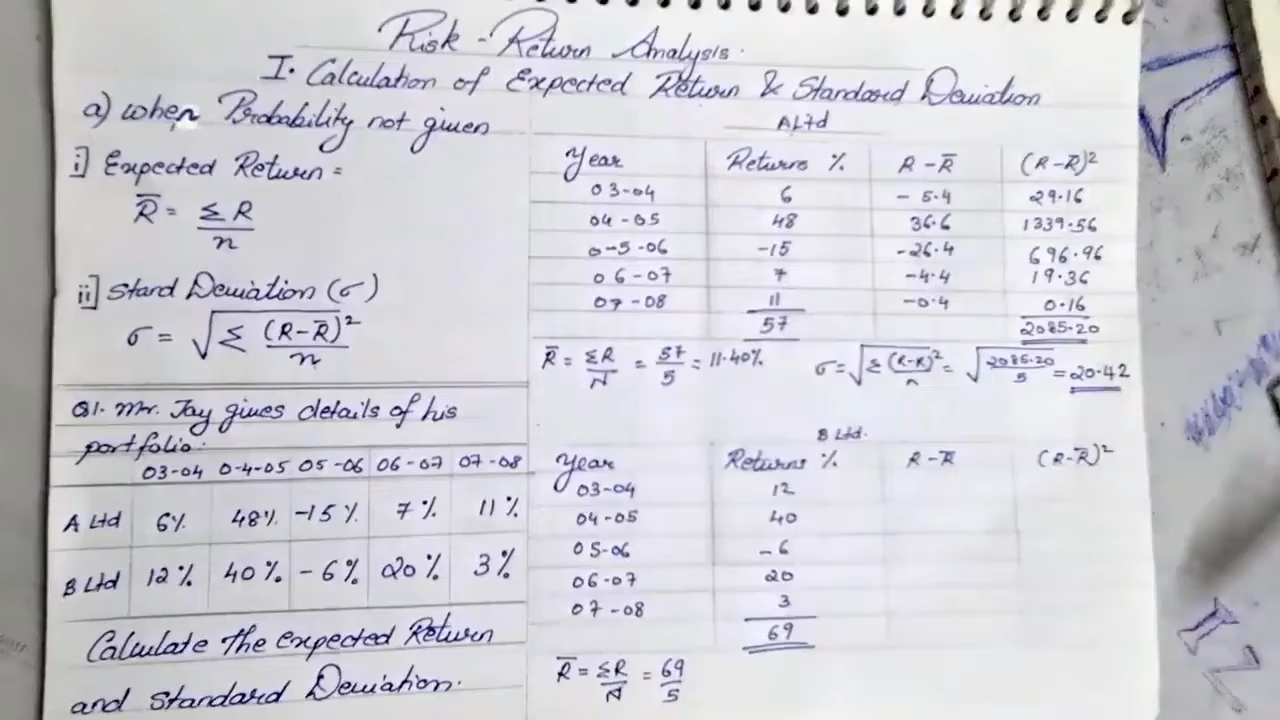 Risk - Return Analysis.
I. Calculation of Expected Return & Standard Deviation
a) when Probability not given
i] Expected Return =
R̅ = ΣR / n
ii] Stand Deviation (σ)
σ = √Σ (R-R̅)² / n
Q1. Mr. Jay gives details of his
portfolio.
03-04 0-4-05 05-06 06-07 07-08
A Ltd 6% 48% -15% 7% 11%
B Ltd 12% 40% -6% 20% 3%
Calculate the expected Return
and Standard Deviation.
A Ltd
Year Returns % R-R̅ (R-R̅)²
03-04 6 -5.4 29.16
04-05 48 36.6 1339.56
0-5-06 -15 -26.4 696.96
06-07 7 -4.4 19.36
07-08 11 -0.4 0.16
57 2085.20
R̅ = ΣR/N = 57/5 = 11.40% σ = √Σ(R-R)²/n = √2085.20/5 = 20.42
B Ltd.
Year Returns % R-R̅ (R-R̅)²
03-04 12
04-05 40
05-06 -6
06-07 20
07-08 3
69
R̅ = ΣR/N = 69/5